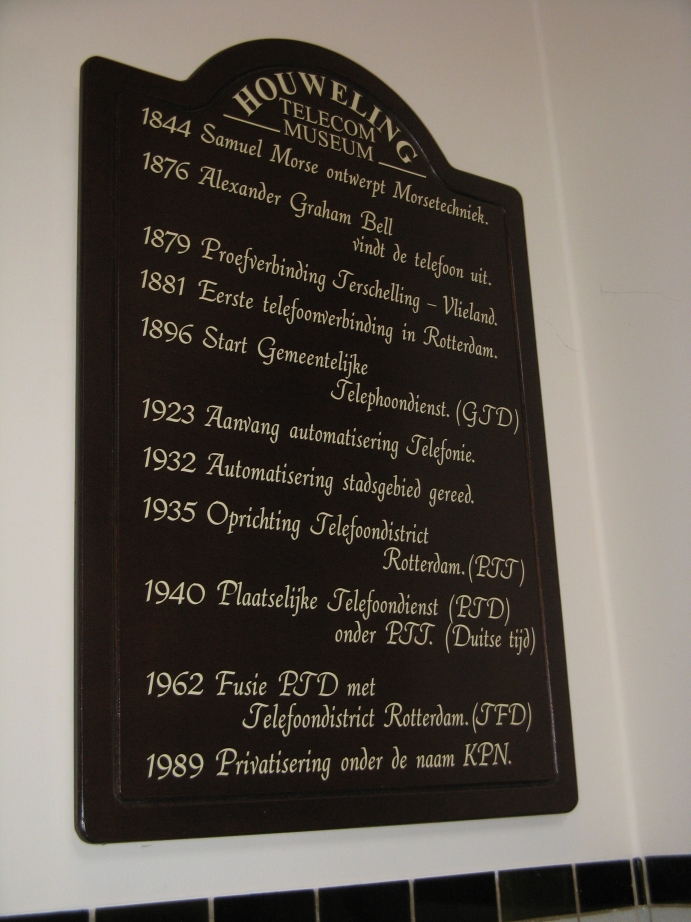 HOUWELING
TELECOM
MUSEUM
1844 Samuel Morse ontwerpt Morsetechniek.
1876 Alexander Graham Bell
vindt de telefoon uit.
1879 Proefverbinding Terschelling – Vlieland.
1881 Eerste telefoonverbinding in Rotterdam.
1896 Start Gemeentelijke
Telephoondienst. (GTD)
1923 Aanvang automatisering Telefonie.
1932 Automatisering stadsgebied gereed.
1935 Oprichting Telefoondistrict
Rotterdam. (PTT)
1940 Plaatselijke Telefoondienst (PTD)
onder PTT. (Duitse tijd)
1962 Fusie PTD met
Telefoondistrict Rotterdam. (TFD)
1989 Privatisering onder de naam KPN.